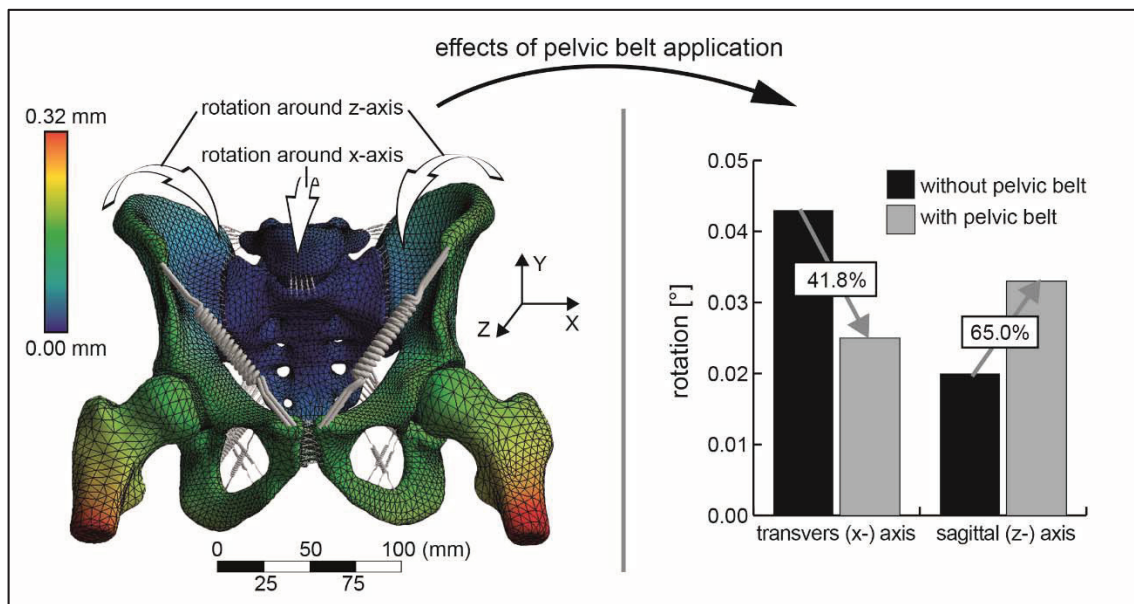 effects of pelvic belt application
0.32 mm
0.00 mm
rotation around z-axis
rotation around x-axis
Y
X
Z
0 50 100 (mm)
25 75
without pelvic belt
with pelvic belt
rotation [°]
0.05
0.04
0.03
0.02
0.01
0.00
41.8%
65.0%
transvers (x-) axis sagittal (z-) axis